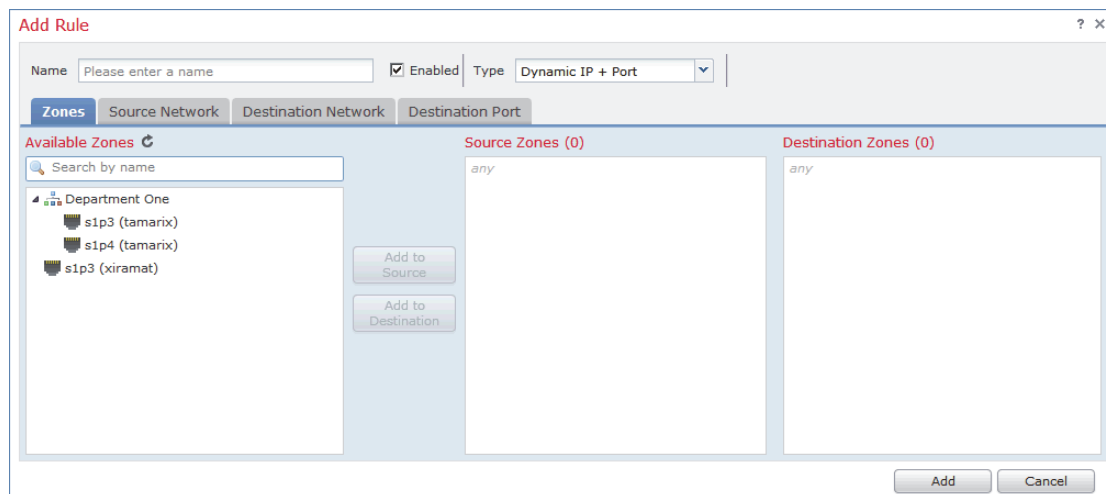 Add Rule
? X
Name Please enter a name Enabled Type Dynamic IP + Port
Zones Source Network Destination Network Destination Port
Available Zones Source Zones (0) Destination Zones (0)
Search by name any any
Department One
s1p3 (tamarix)
s1p4 (tamarix)
s1p3 (xiramat)
Add to
Source
Add to
Destination
Add Cancel